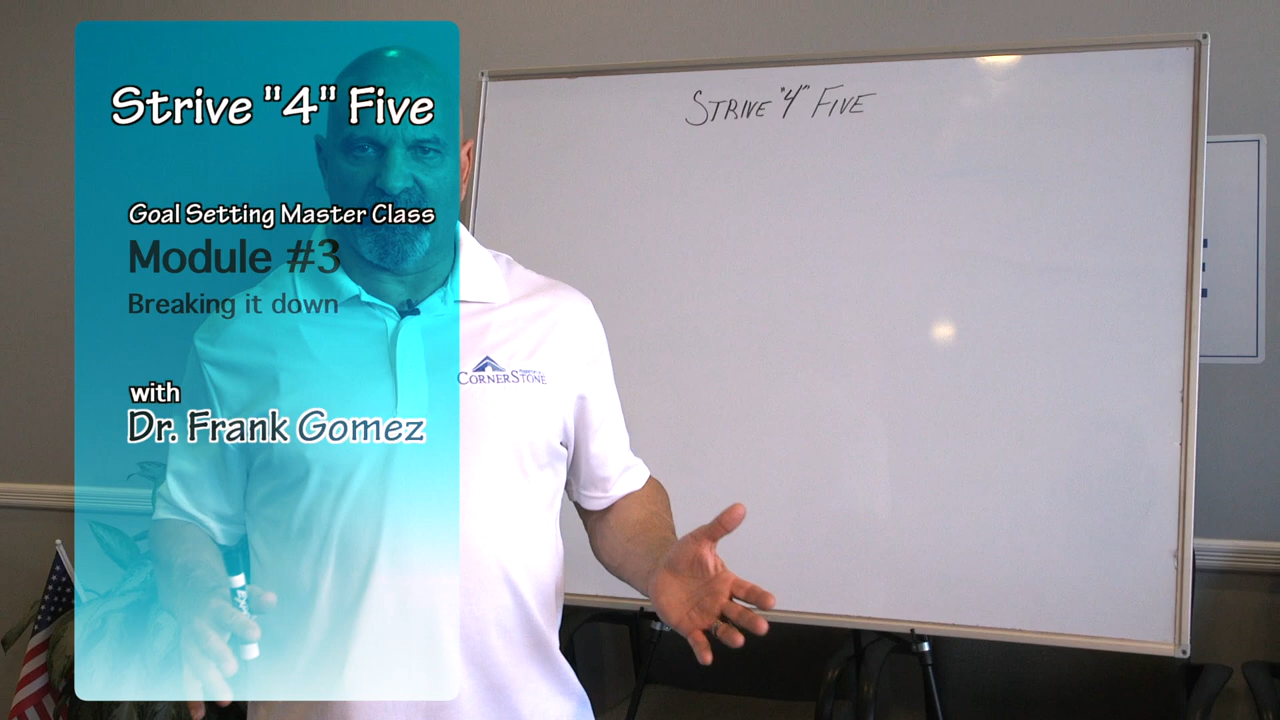 Strive "4" Five
Goal Setting Master Class
Module #3
Breaking it down
with
Dr. Frank Gomez
STRIVE "4" FIVE
CORNERSTONE